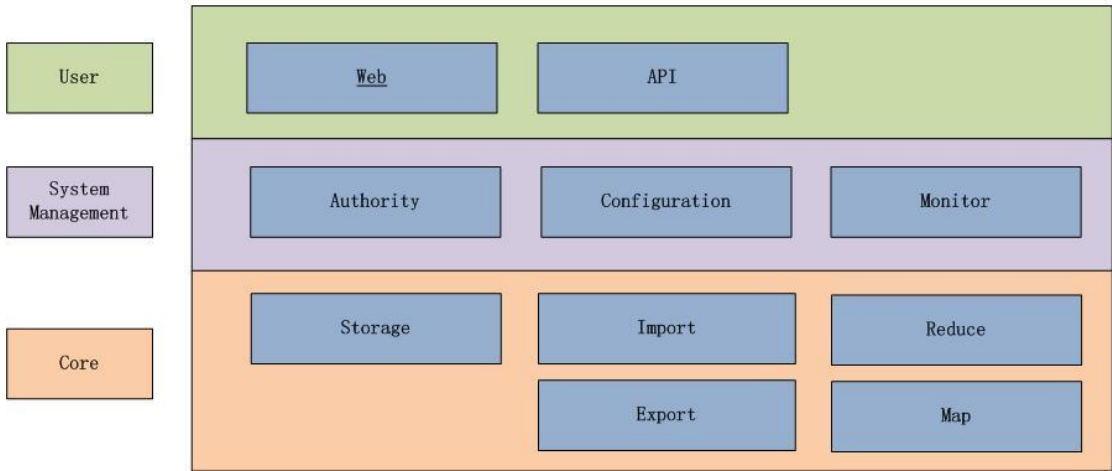 User
Web
API
System
Management
Authority
Configuration
Monitor
Core
Storage
Import
Reduce
Export
Map